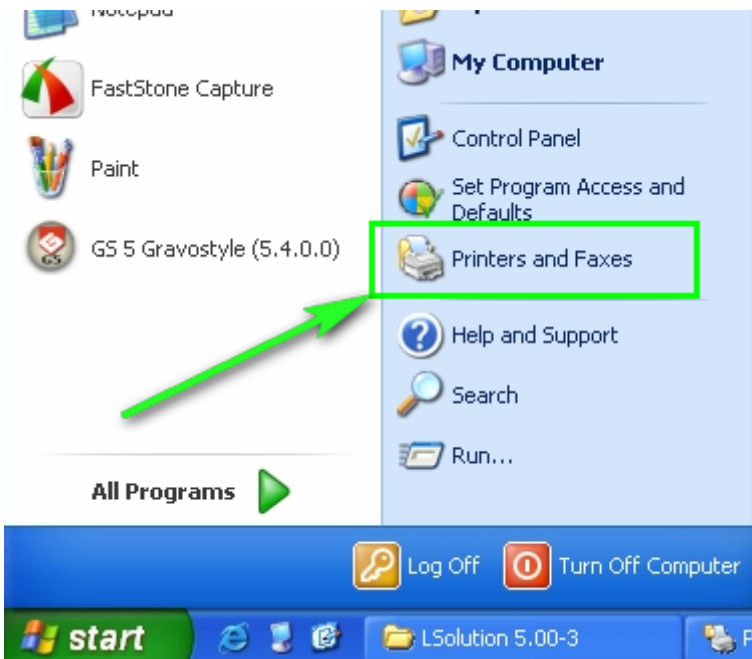 Notepad
FastStone Capture
Paint
GS 5 Gravostyle (5.4.0.0)
All Programs
My Computer
Control Panel
Set Program Access and
Defaults
Printers and Faxes
Help and Support
Search
Run...
Log Off
Turn Off Computer
start
LSolution 5.00-3